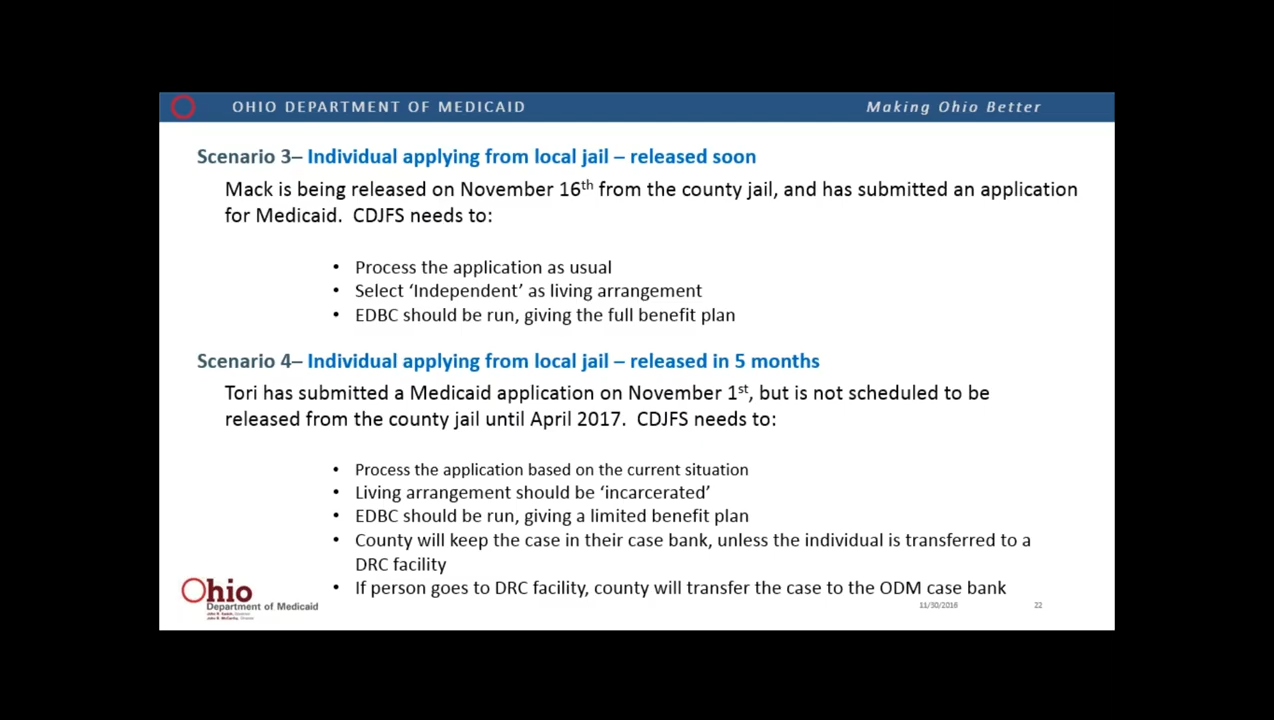 OHIO DEPARTMENT OF MEDICAID
Making Ohio Better
Scenario 3– Individual applying from local jail – released soon
Mack is being released on November 16th from the county jail, and has submitted an application
for Medicaid. CDJFS needs to:
• Process the application as usual
• Select ‘Independent’ as living arrangement
• EDBC should be run, giving the full benefit plan
Scenario 4– Individual applying from local jail – released in 5 months
Tori has submitted a Medicaid application on November 1st, but is not scheduled to be
released from the county jail until April 2017. CDJFS needs to:
• Process the application based on the current situation
• Living arrangement should be ‘incarcerated’
• EDBC should be run, giving a limited benefit plan
• County will keep the case in their case bank, unless the individual is transferred to a
DRC facility
• If person goes to DRC facility, county will transfer the case to the ODM case bank
Ohio
Department of Medicaid
11/30/2016
22